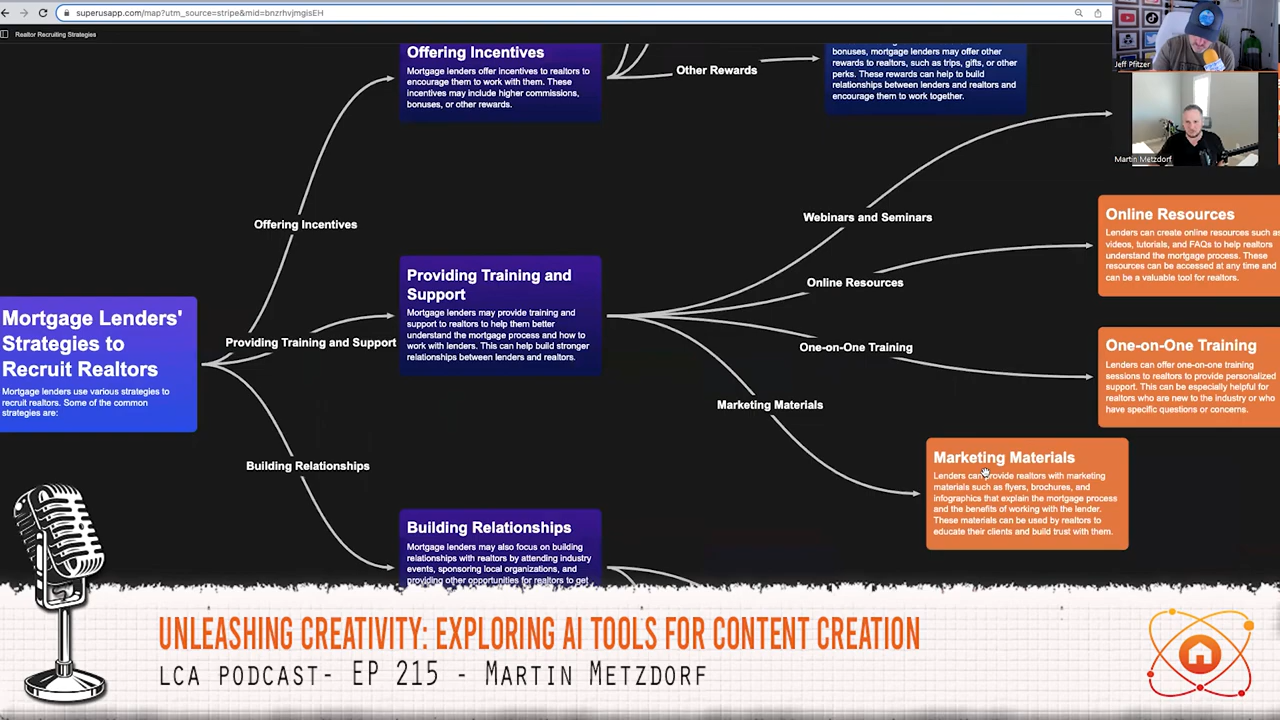 superusapp.com/map?utm_source=stripe&mid=bnzrhvjmgisEH
Realtor Recruiting Strategies
Offering Incentives
Mortgage lenders offer incentives to realtors to
encourage them to work with them. These
incentives may include higher commissions,
bonuses, or other rewards.
Other Rewards
bonuses, mortgage lenders may offer other
rewards to realtors, such as trips, gifts, or other
perks. These rewards can help to build
relationships between lenders and realtors and
encourage them to work together.
Jeff Pfitzer
Martin Metzdorf
Offering Incentives
Webinars and Seminars
Online Resources
Lenders can create online resources such as
videos, tutorials, and FAQs to help realtors
understand the mortgage process. These
resources can be accessed at any time and
can be a valuable tool for realtors.
Providing Training and
Support
Mortgage lenders may provide training and
support to realtors to help them better
understand the mortgage process and how to
work with lenders. This can help build stronger
relationships between lenders and realtors.
Online Resources
Mortgage Lenders'
Strategies to
Recruit Realtors
Mortgage lenders use various strategies to
recruit realtors. Some of the common
strategies are:
Providing Training and Support
One-on-One Training
One-on-One Training
Lenders can offer one-on-one training
sessions to realtors to provide personalized
support. This can be especially helpful for
realtors who are new to the industry or who
have specific questions or concerns.
Marketing Materials
Marketing Materials
Lenders can provide realtors with marketing
materials such as flyers, brochures, and
infographics that explain the mortgage process
and the benefits of working with the lender.
These materials can be used by realtors to
educate their clients and build trust with them.
Building Relationships
Building Relationships
Mortgage lenders may also focus on building
relationships with realtors by attending industry
events, sponsoring local organizations, and
providing other opportunities for realtors to get
UNLEASHING CREATIVITY: EXPLORING AI TOOLS FOR CONTENT CREATION
LCA PODCAST- EP 215 - MARTIN METZDORF